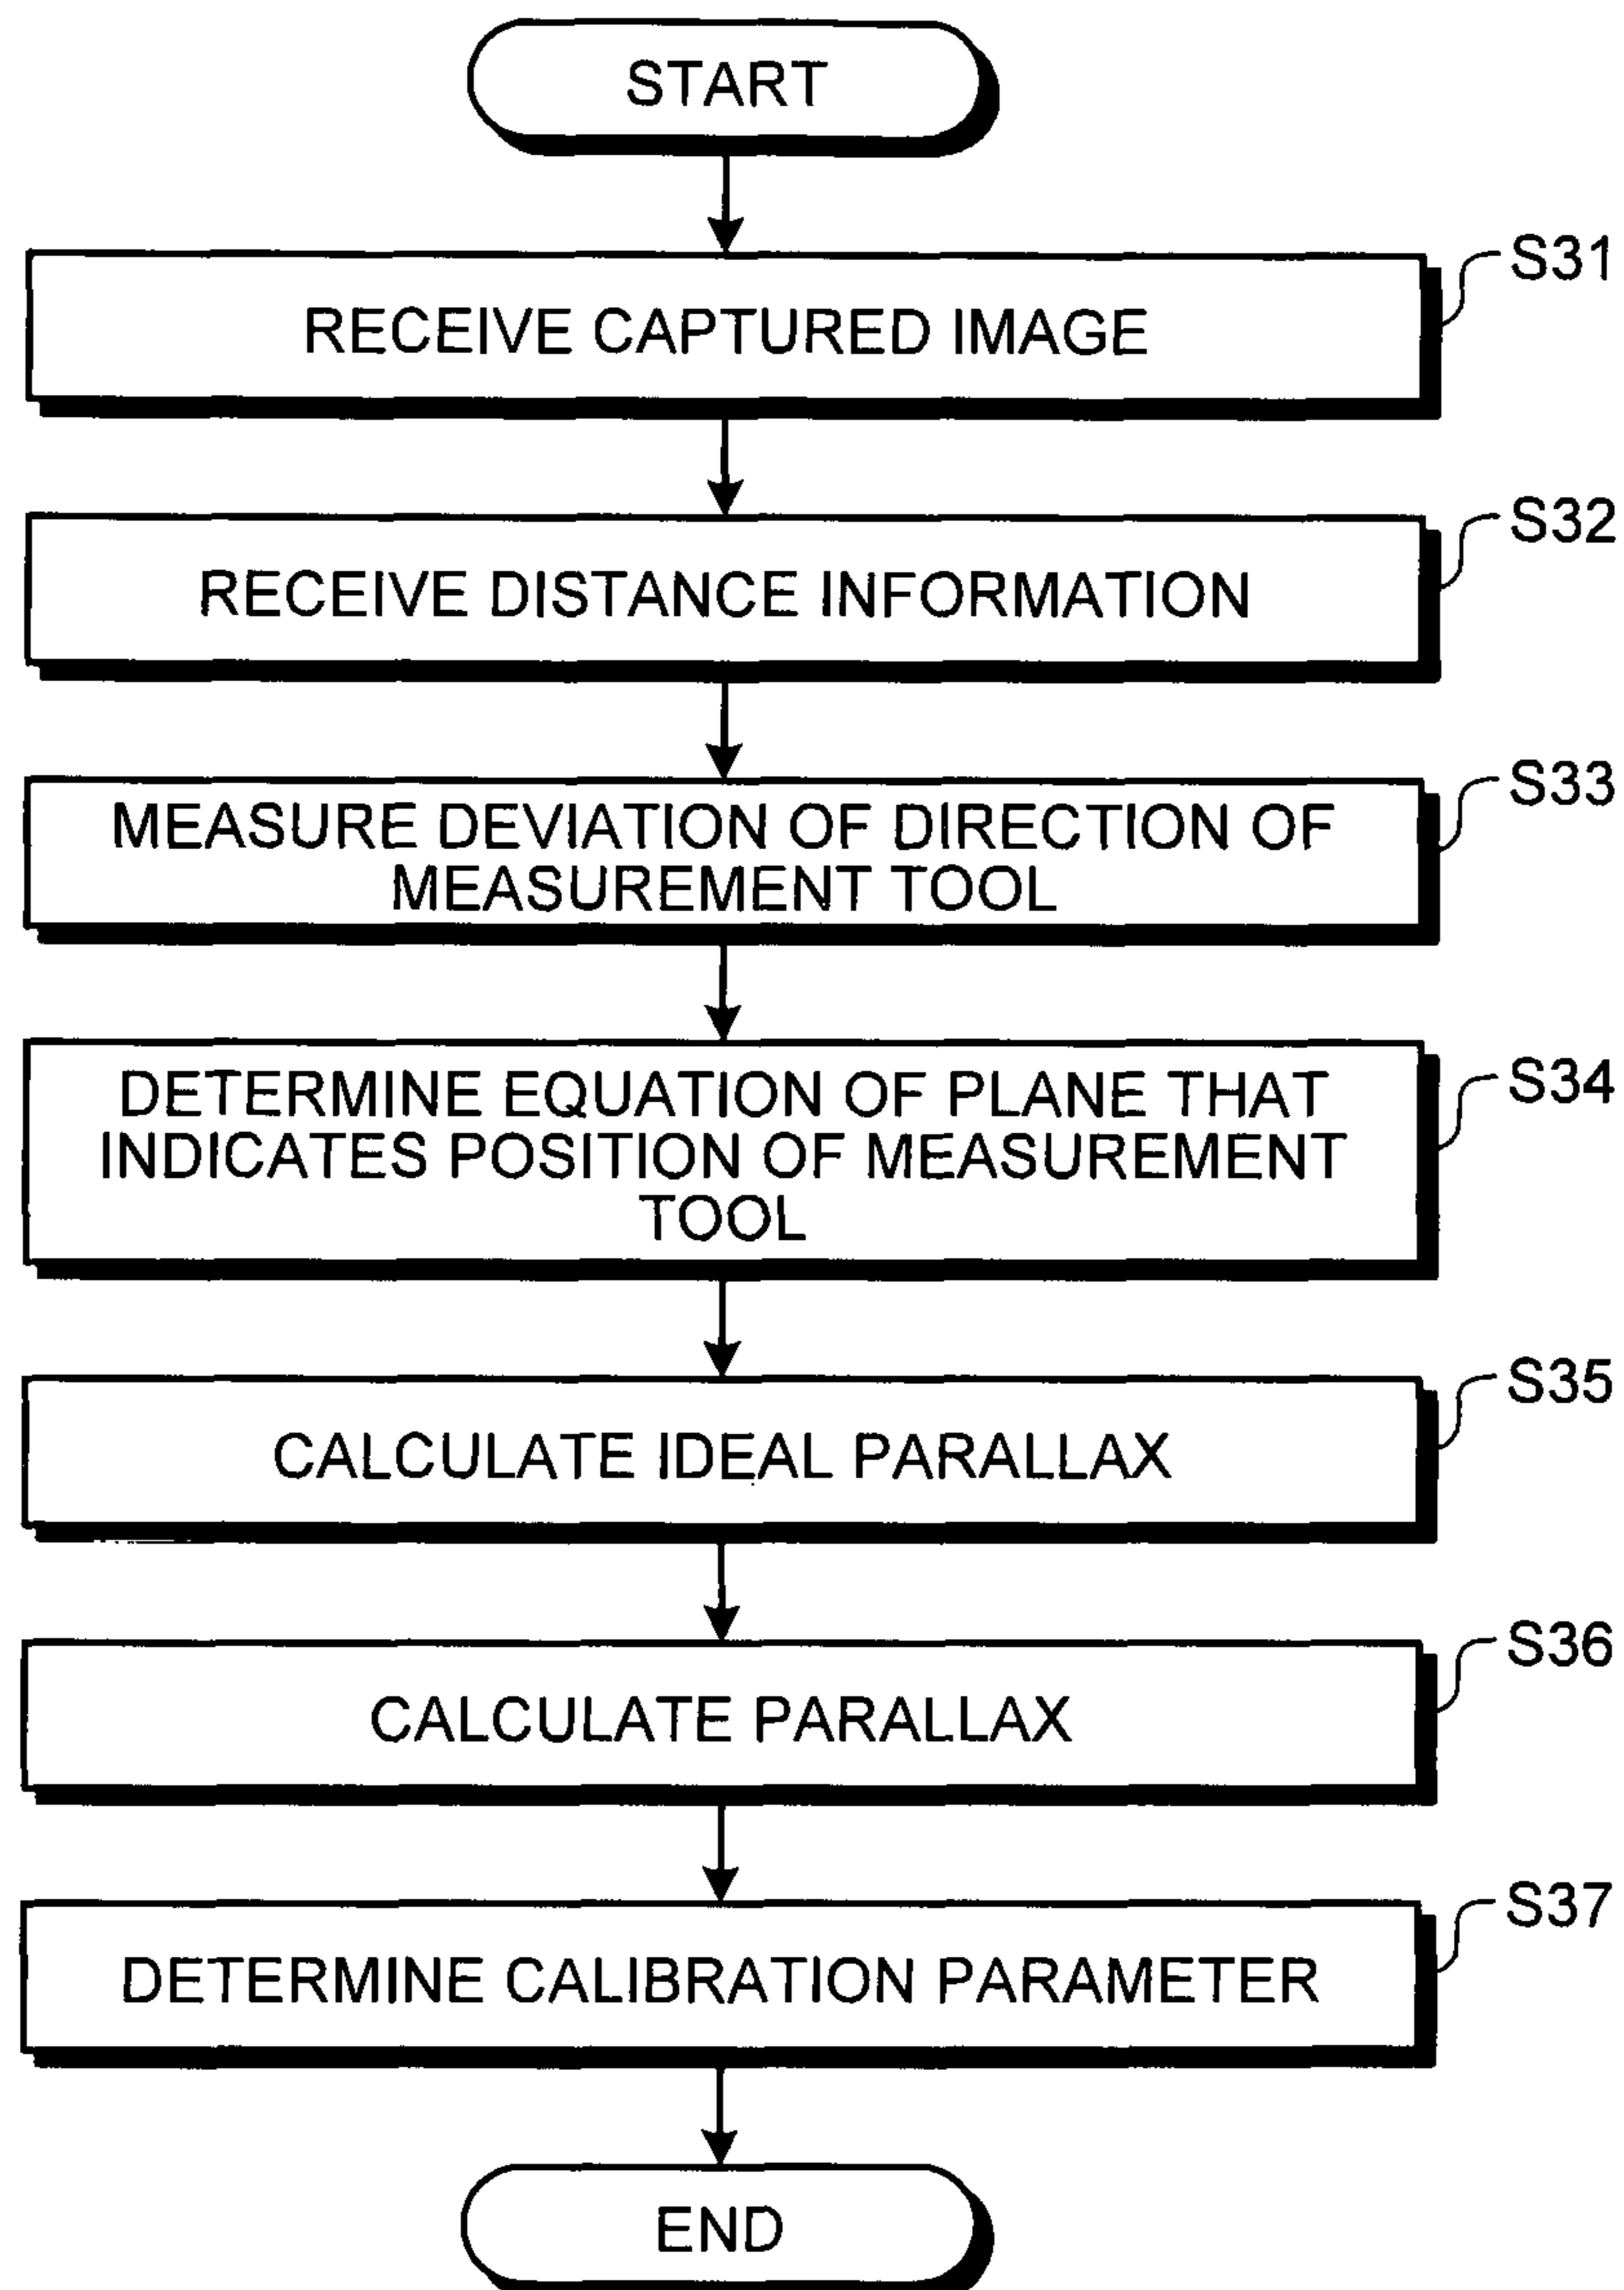 START
S31
RECEIVE CAPTURED IMAGE
S32
RECEIVE DISTANCE INFORMATION
S33
MEASURE DEVIATION OF DIRECTION OF
MEASUREMENT TOOL
S34
DETERMINE EQUATION OF PLANE THAT
INDICATES POSITION OF MEASUREMENT
TOOL
S35
CALCULATE IDEAL PARALLAX
S36
CALCULATE PARALLAX
S37
DETERMINE CALIBRATION PARAMETER
END